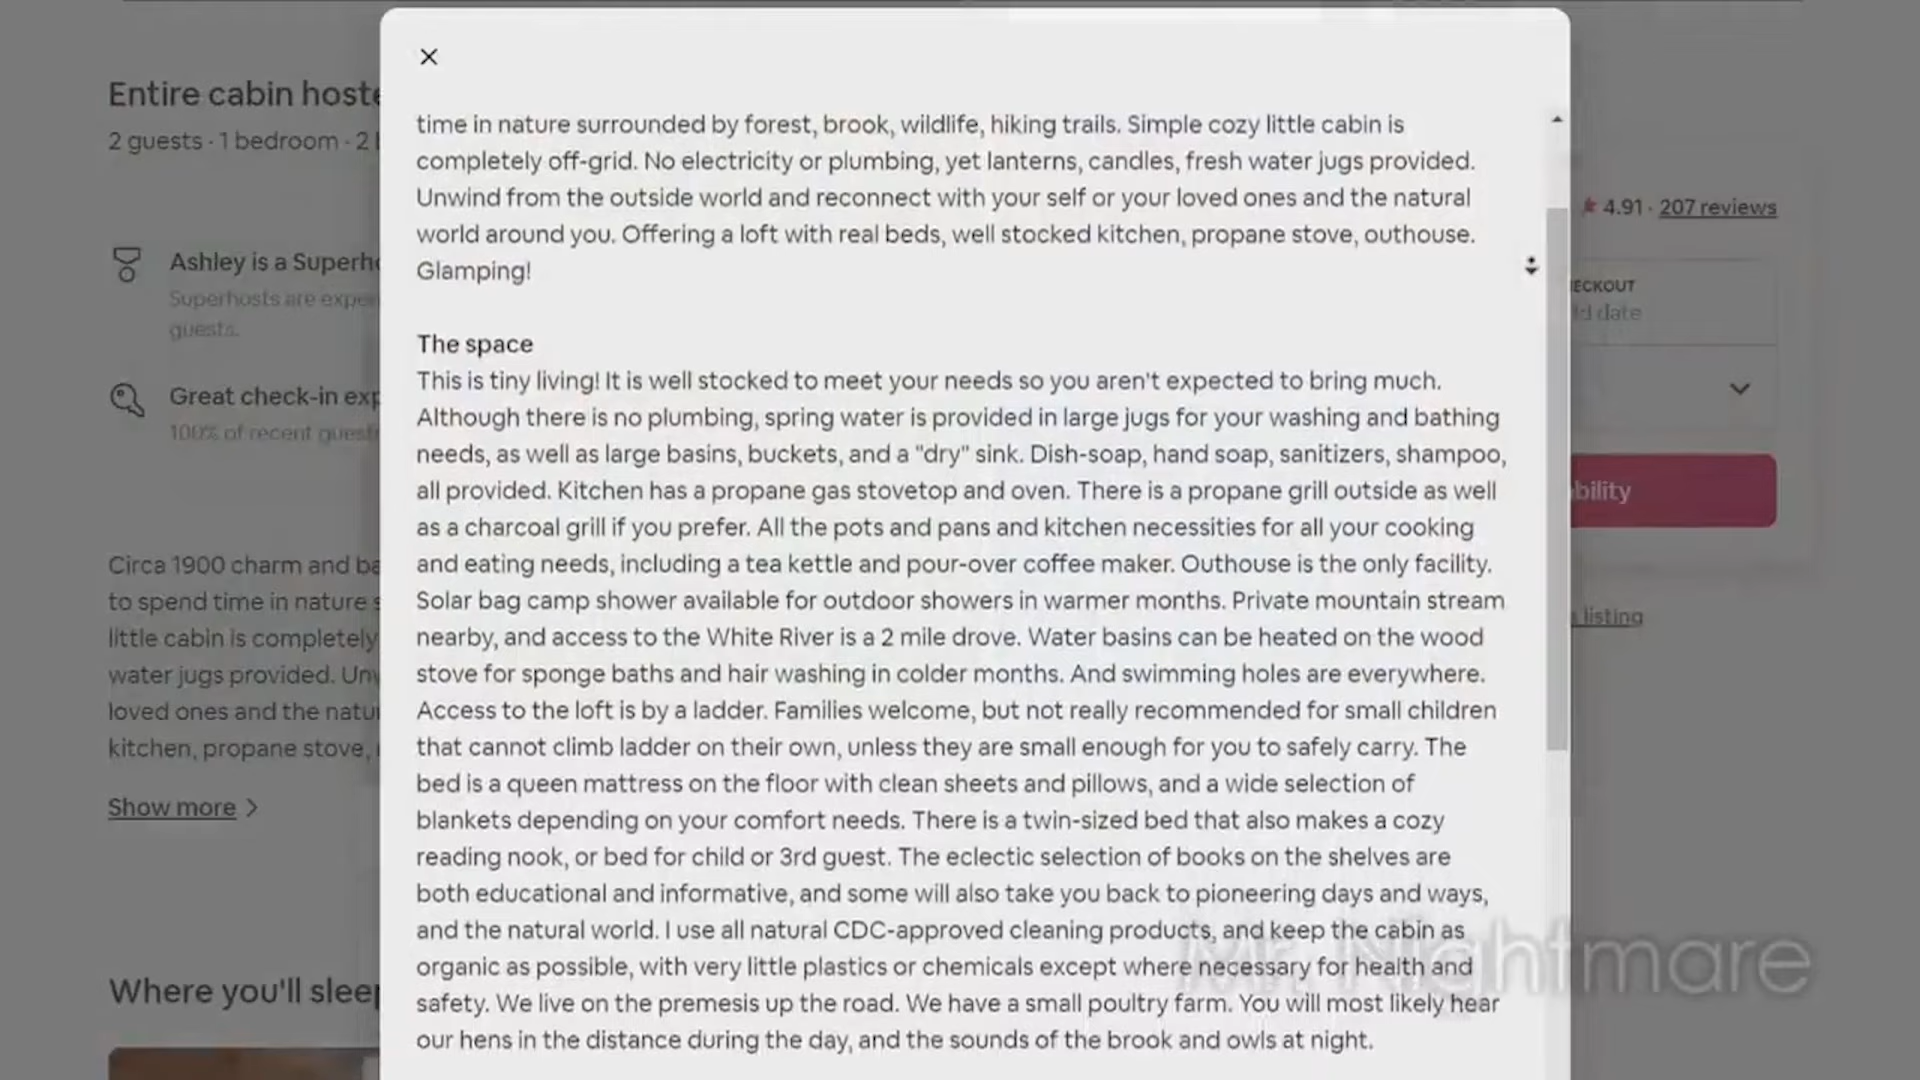 Entire cabin hoste
2 guests · 1 bedroom · 2
Ashley is a Superho
Superhosts are exper
guests.
Great check-in exp
100% of recent guests
Circa 1900 charm and ba
to spend time in nature s
little cabin is completely
water jugs provided. Unw
loved ones and the natur
kitchen, propane stove,
Show more
Where you'll sleep
time in nature surrounded by forest, brook, wildlife, hiking trails. Simple cozy little cabin is
completely off-grid. No electricity or plumbing, yet lanterns, candles, fresh water jugs provided.
Unwind from the outside world and reconnect with your self or your loved ones and the natural
world around you. Offering a loft with real beds, well stocked kitchen, propane stove, outhouse.
Glamping!
The space
This is tiny living! It is well stocked to meet your needs so you aren't expected to bring much.
Although there is no plumbing, spring water is provided in large jugs for your washing and bathing
needs, as well as large basins, buckets, and a "dry" sink. Dish-soap, hand soap, sanitizers, shampoo,
all provided. Kitchen has a propane gas stovetop and oven. There is a propane grill outside as well
as a charcoal grill if you prefer. All the pots and pans and kitchen necessities for all your cooking
and eating needs, including a tea kettle and pour-over coffee maker. Outhouse is the only facility.
Solar bag camp shower available for outdoor showers in warmer months. Private mountain stream
nearby, and access to the White River is a 2 mile drove. Water basins can be heated on the wood
stove for sponge baths and hair washing in colder months. And swimming holes are everywhere.
Access to the loft is by a ladder. Families welcome, but not really recommended for small children
that cannot climb ladder on their own, unless they are small enough for you to safely carry. The
bed is a queen mattress on the floor with clean sheets and pillows, and a wide selection of
blankets depending on your comfort needs. There is a twin-sized bed that also makes a cozy
reading nook, or bed for child or 3rd guest. The eclectic selection of books on the shelves are
both educational and informative, and some will also take you back to pioneering days and ways,
and the natural world. I use all natural CDC-approved cleaning products, and keep the cabin as
organic as possible, with very little plastics or chemicals except where necessary for health and
safety. We live on the premesis up the road. We have a small poultry farm. You will most likely hear
our hens in the distance during the day, and the sounds of the brook and owls at night.
4.91 · 207 reviews
ECKOUT
d date
bility
listing
Mr. Nightmare